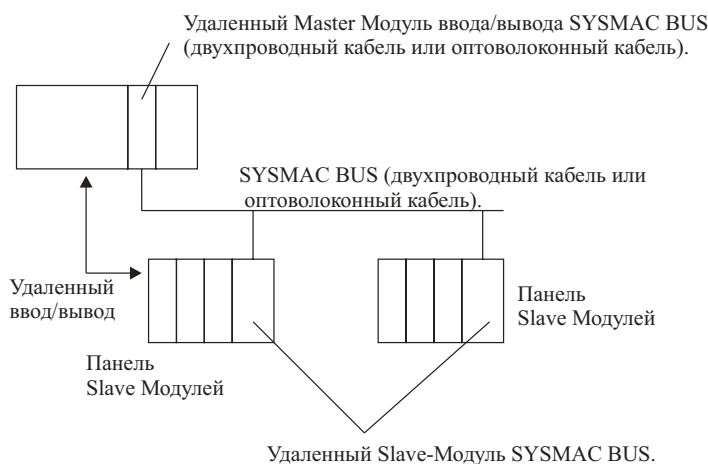 Удаленный Master Модуль ввода/вывода SYSMAC BUS
(двухпроводный кабель или оптоволоконный кабель).
SYSMAC BUS (двухпроводный кабель или
оптоволоконный кабель).
Удаленный
ввод/вывод
Панель
Slave Модулей
Панель
Slave Модулей
Удаленный Slave-Модуль SYSMAC BUS.